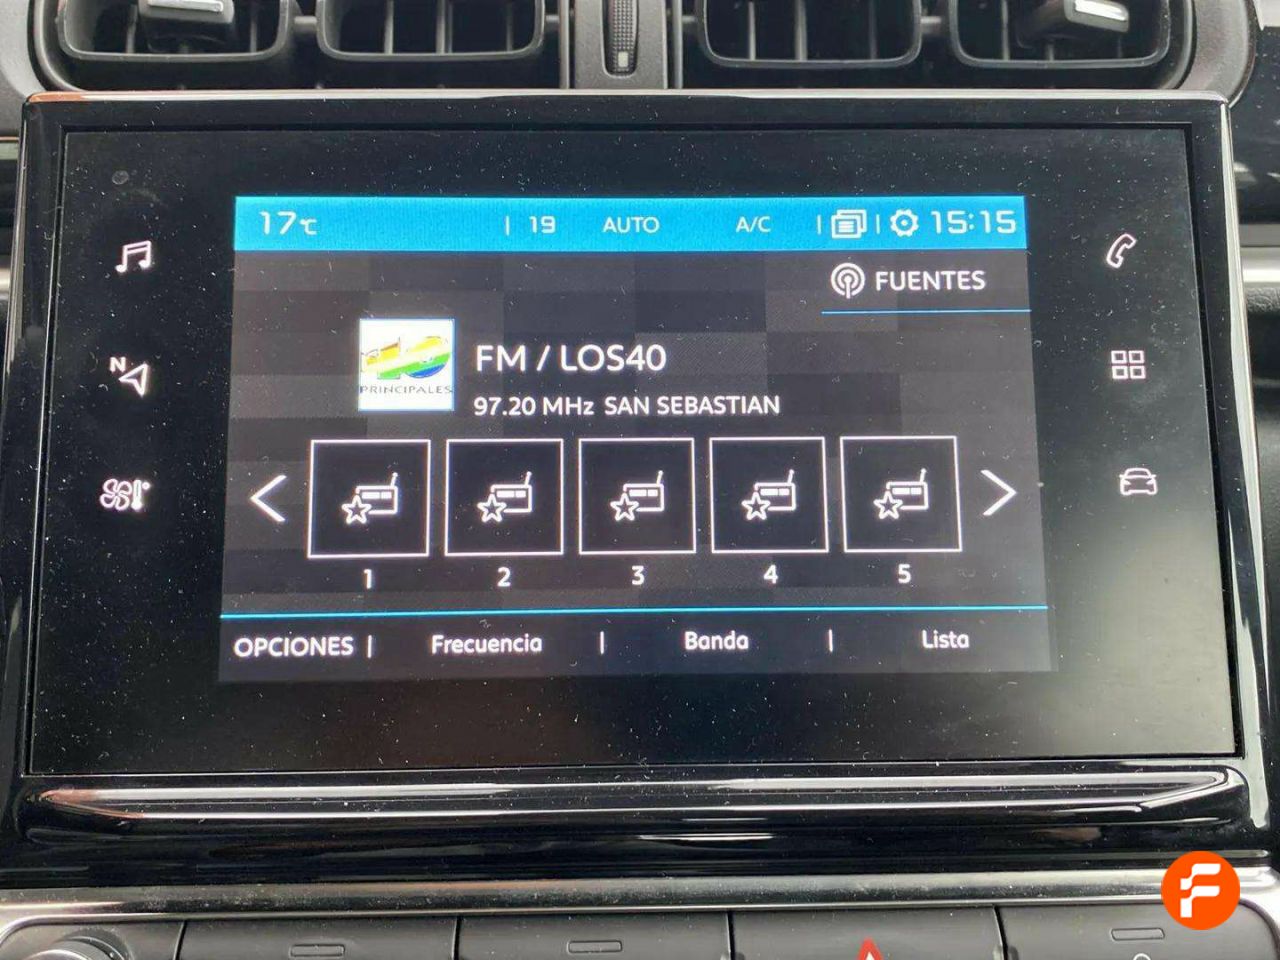 17°C | 19 AUTO A/C | | 15:15
FUENTES
N
PRINCIPALES
FM / LOS40
97.20 MHz SAN SEBASTIAN
1 2 3 4 5
OPCIONES | Frecuencia | Banda | Lista
F